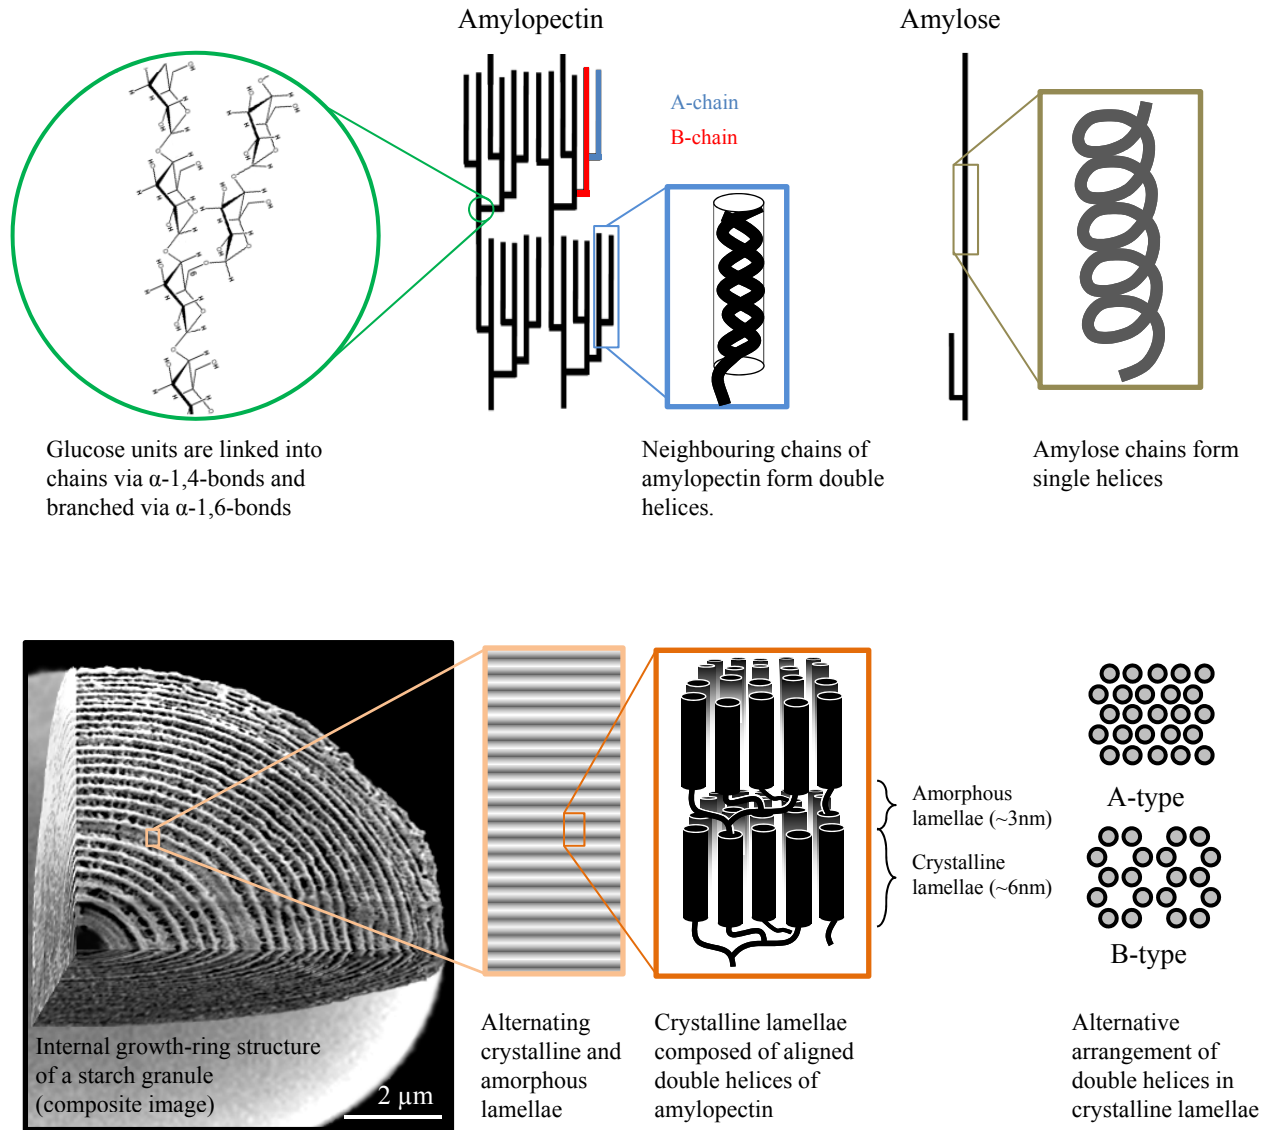 Amylopectin
Amylose
A-chain
B-chain
6
Glucose units are linked into
chains via α-1,4-bonds and
branched via α-1,6-bonds
Neighbouring chains of
amylopectin form double
helices.
Amylose chains form
single helices
Amorphous
lamellae (~3nm)
Crystalline
lamellae (~6nm)
A-type
B-type
Internal growth-ring structure
of a starch granule
(composite image)
2 µm
Alternating
crystalline and
amorphous
lamellae
Crystalline lamellae
composed of aligned
double helices of
amylopectin
Alternative
arrangement of
double helices in
crystalline lamellae